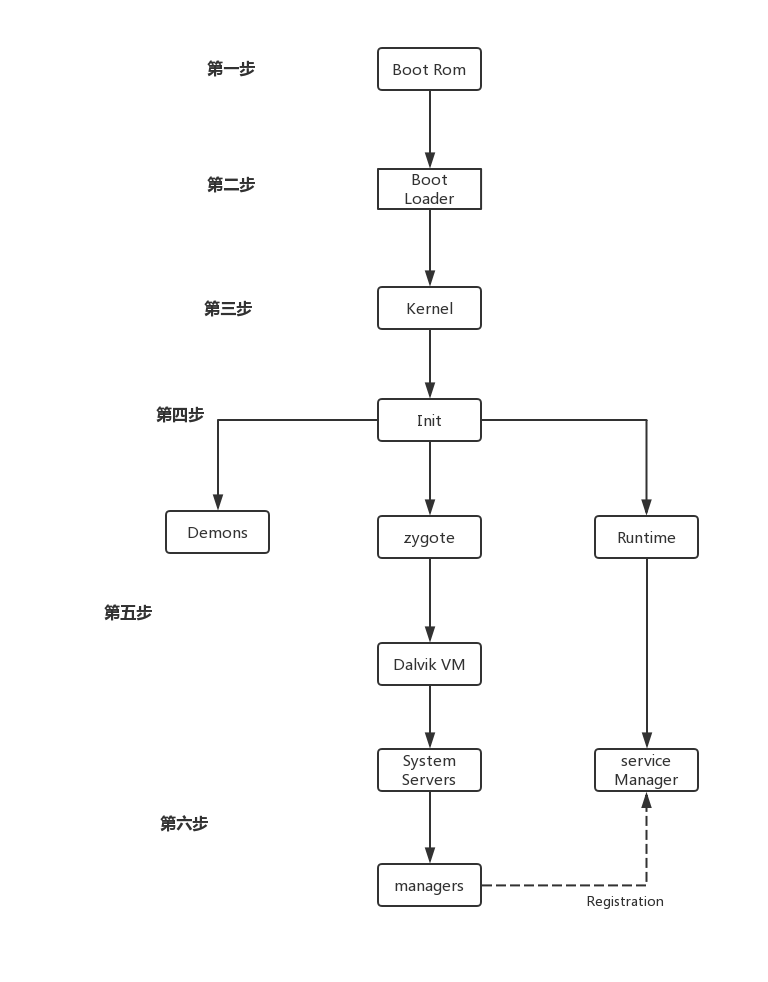 第一步
Boot Rom
第二步
Boot
Loader
第三步
Kernel
第四步
Init
Demons
zygote
Runtime
第五步
Dalvik VM
System
Servers
service
Manager
第六步
managers
Registration